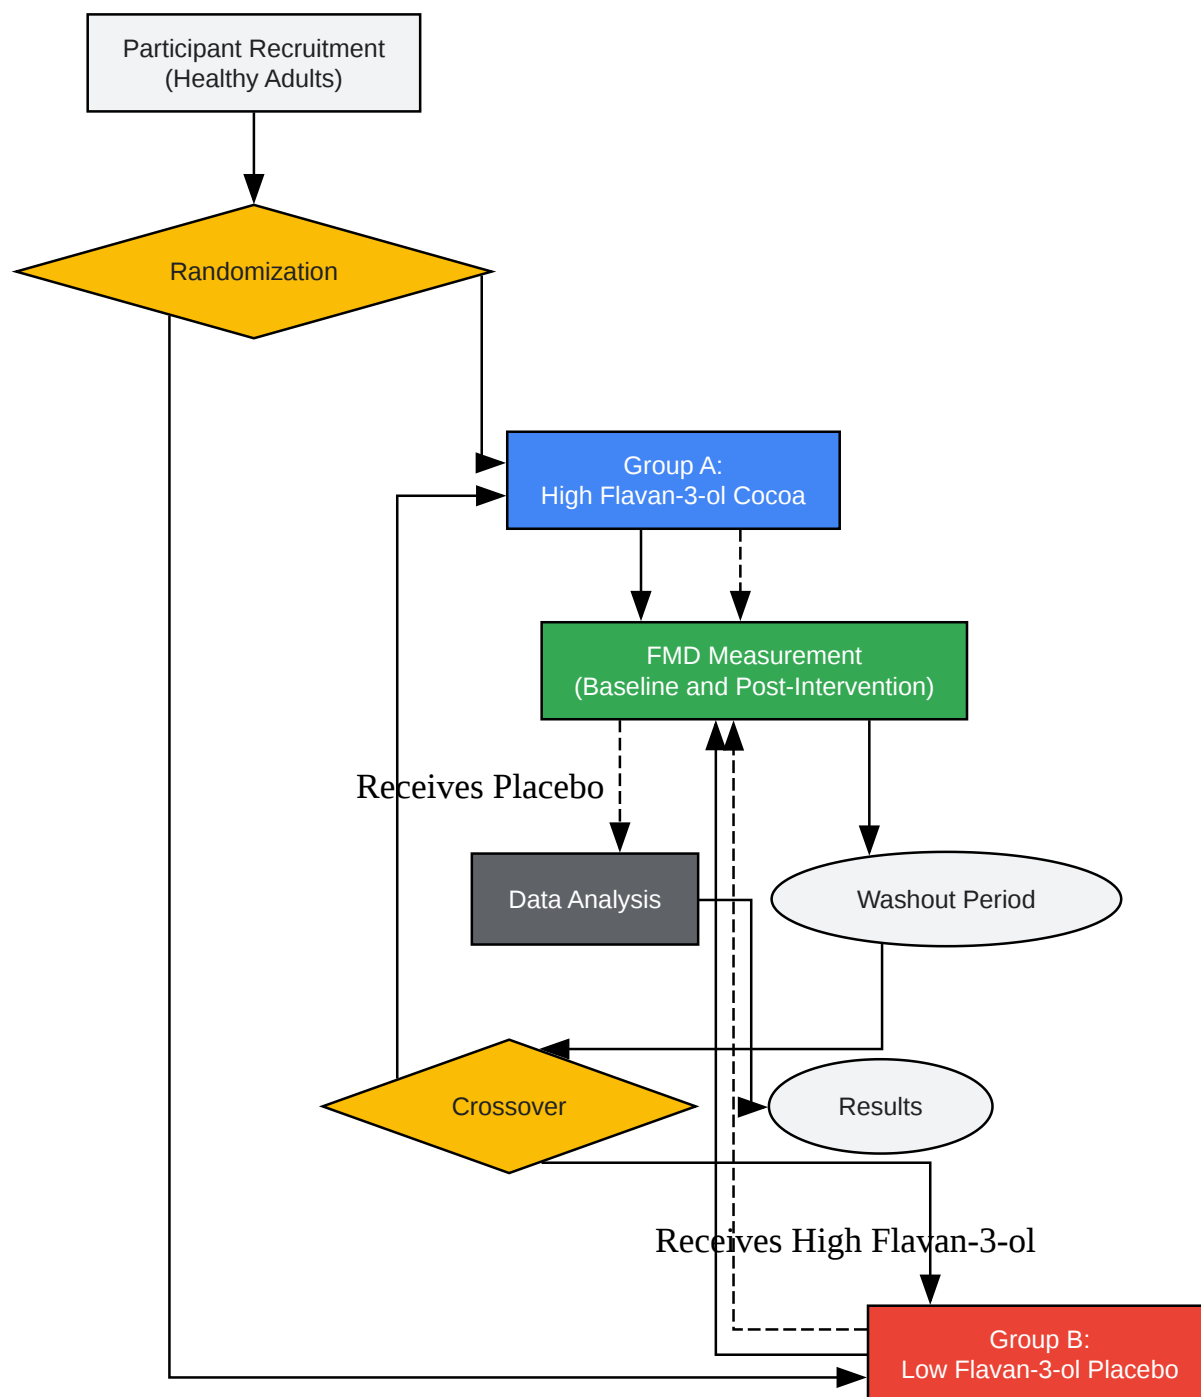 Participant Recruitment
(Healthy Adults)
Randomization
Group A:
High Flavan-3-ol Cocoa
FMD Measurement
(Baseline and Post-Intervention)
Receives Placebo
Data Analysis
Washout Period
Crossover
Results
Receives High Flavan-3-ol
Group B:
Low Flavan-3-ol Placebo